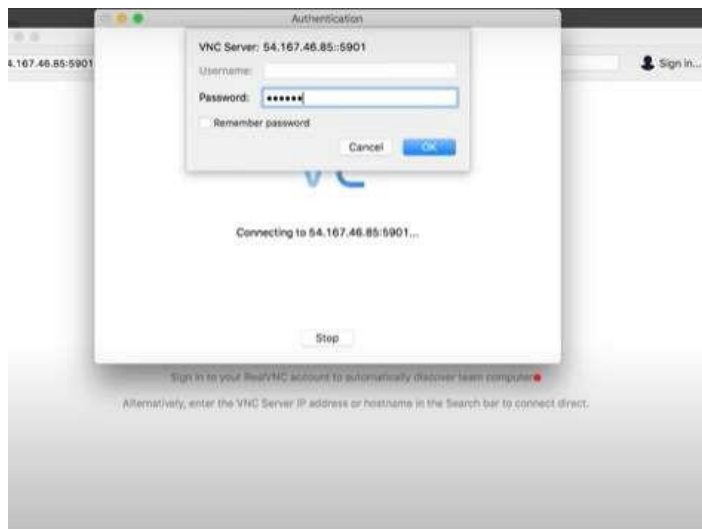 Authentication
VNC Server: 54.167.46.85::5901
Username:
Password: ••••••
Remember password
Cancel OK
4.167.46.85:5901
Sign in...
Connecting to 54.167.46.85:5901...
Stop
Sign in to your RealVNC account to automatically discover team computer
Alternatively, enter the VNC Server IP address or hostname in the Search bar to connect direct.